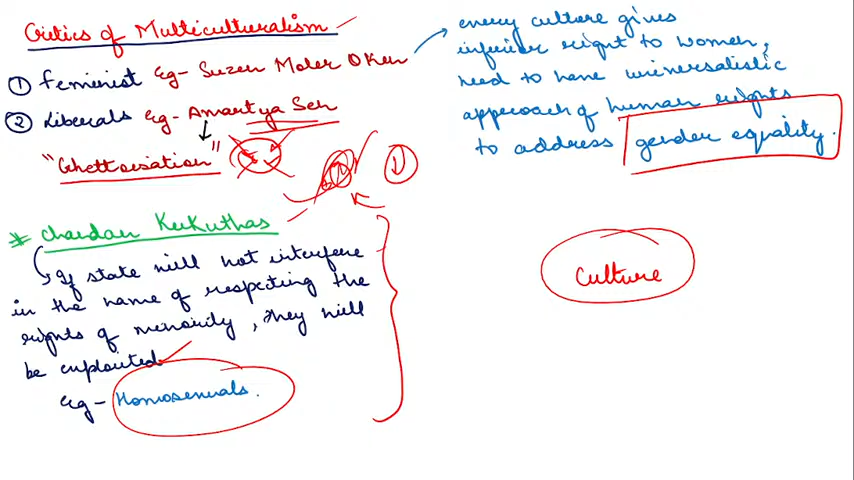 Critics of Multiculturalism
① Feminist Eg- Suzen Moler Oken
every culture gives
inferior right to women,
need to have universalistic
approach of human rights
to address gender equality.
② Liberals Eg- Amartya Sen
"Ghettoisation"
①
* Chandan Kukuthas
If state will not interfere
in the name of respecting the
rights of minority, they will
be exploited
Eg- Homosexuals.
Culture